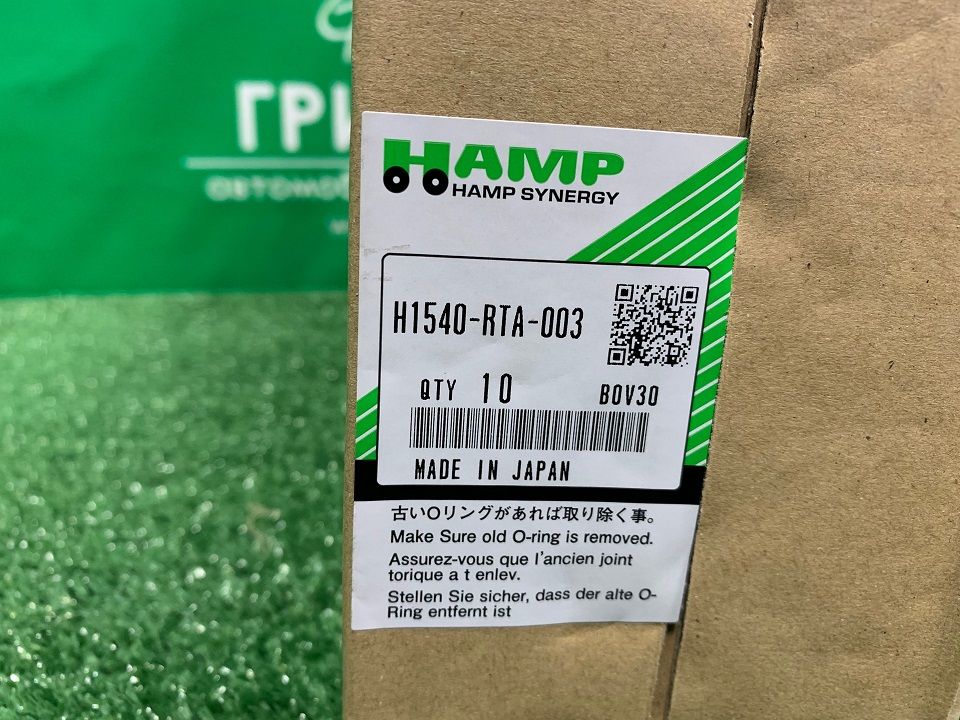 ГРИ
автомо
HAMP
HAMP SYNERGY
H1540-RTA-003
QTY 10 BOV30
MADE IN JAPAN
古いOリングがあれば取り除く事。
Make Sure old O-ring is removed.
Assurez-vous que l'ancien joint
torique a t enlev.
Stellen Sie sicher, dass der alte O-
Ring entfernt ist